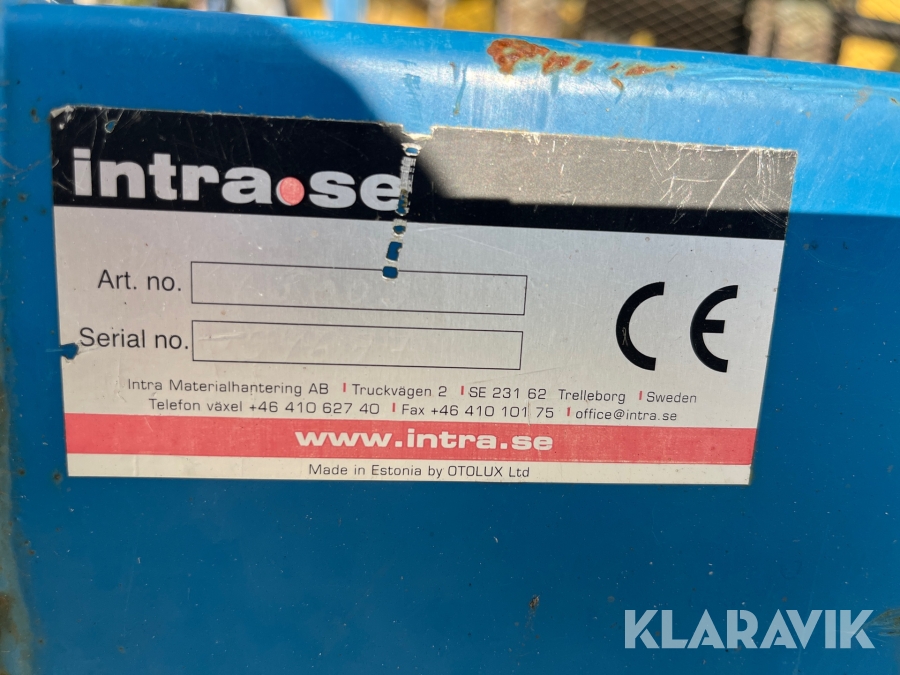 intra.se
Art. no.
Serial no.
CE
Intra Materialhantering AB | Truckvägen 2 | SE 231 62 Trelleborg | Sweden
Telefon växel +46 410 627 40 | Fax +46 410 101 75 | office@intra.se
www.intra.se
Made in Estonia by OTOLUX Ltd
KLARAVIK